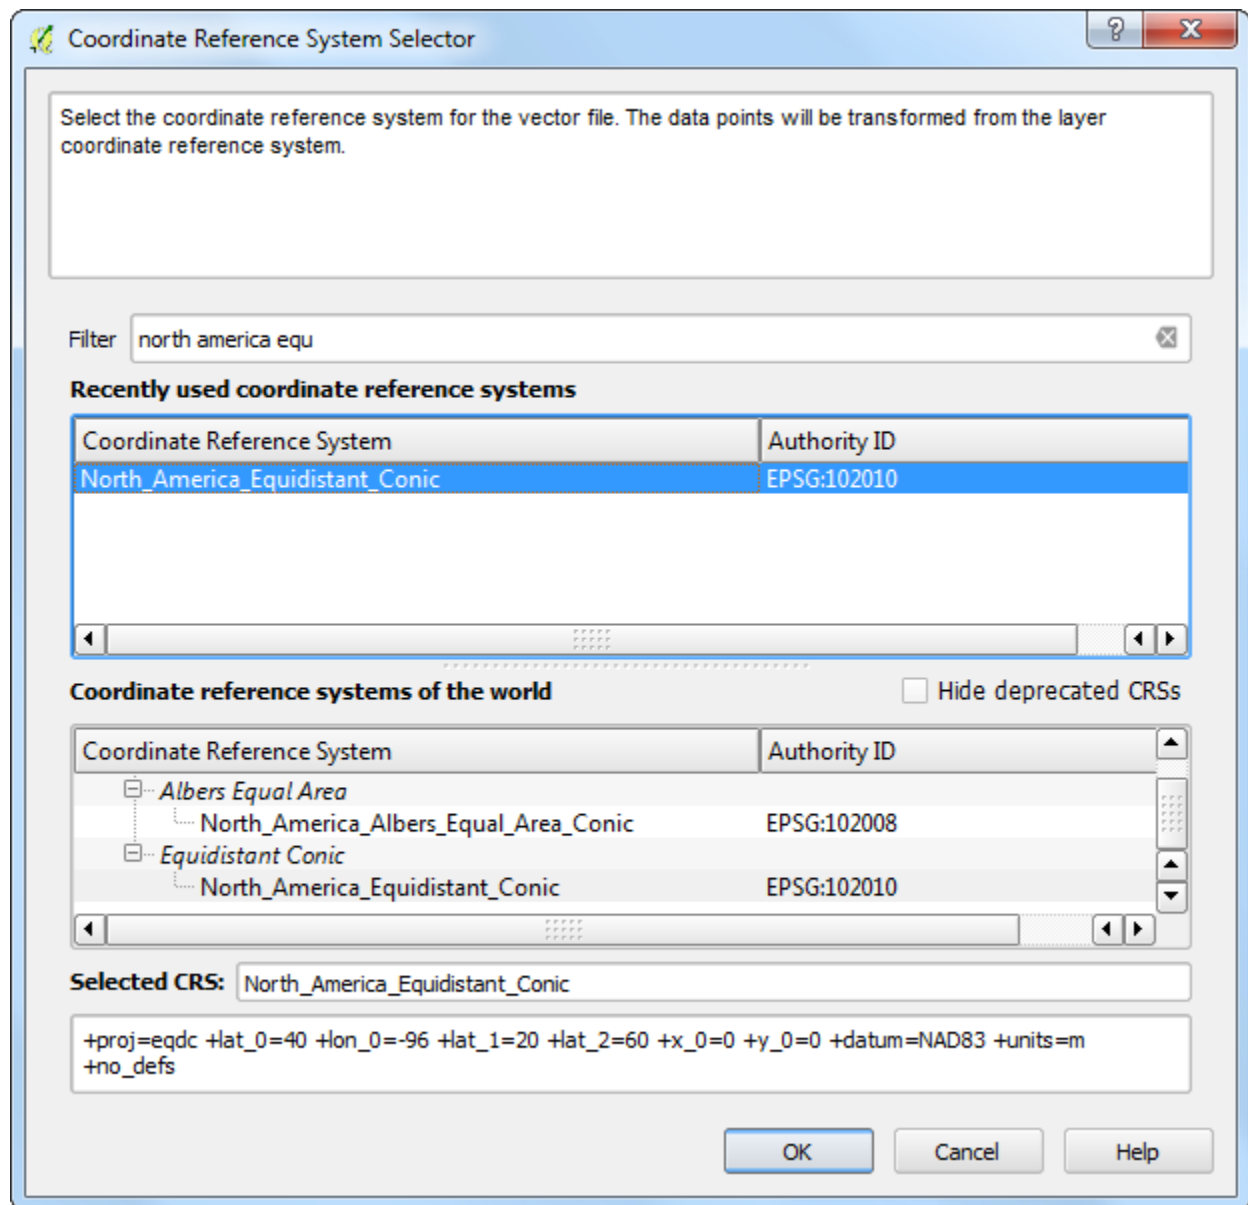 Coordinate Reference System Selector
Select the coordinate reference system for the vector file. The data points will be transformed from the layer
coordinate reference system.
Filter north america equ
Recently used coordinate reference systems
Coordinate Reference System Authority ID
North_America_Equidistant_Conic EPSG:102010
Coordinate reference systems of the world Hide deprecated CRSs
Coordinate Reference System Authority ID
Albers Equal Area
North_America_Albers_Equal_Area_Conic EPSG:102008
Equidistant Conic
North_America_Equidistant_Conic EPSG:102010
Selected CRS: North_America_Equidistant_Conic
+proj=eqdc +lat_0=40 +lon_0=-96 +lat_1=20 +lat_2=60 +x_0=0 +y_0=0 +datum=NAD83 +units=m
+no_defs
OK Cancel Help